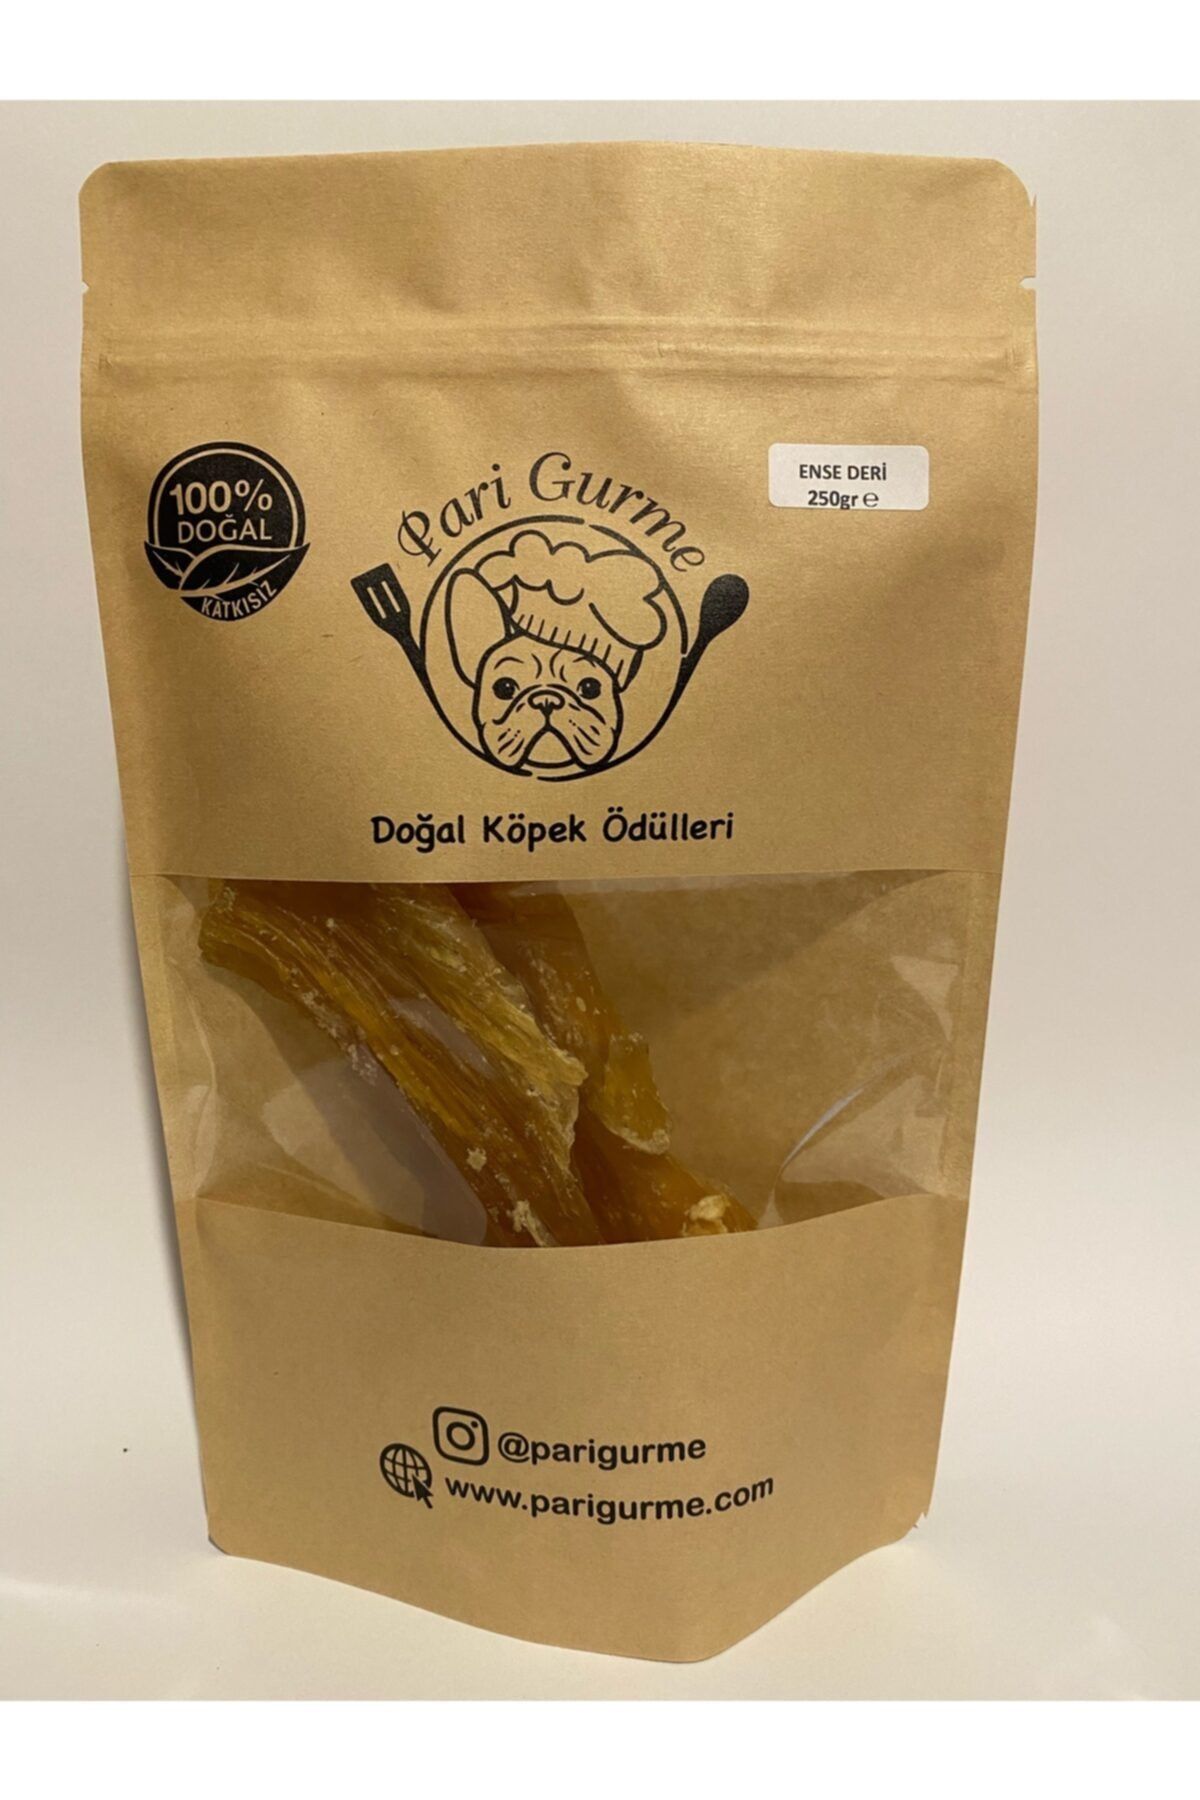 100%
DOĞAL
KATKISIZ
Pari Gurme
ENSE DERİ
250gr ℮
Doğal Köpek Ödülleri
@parigurme
www.parigurme.com